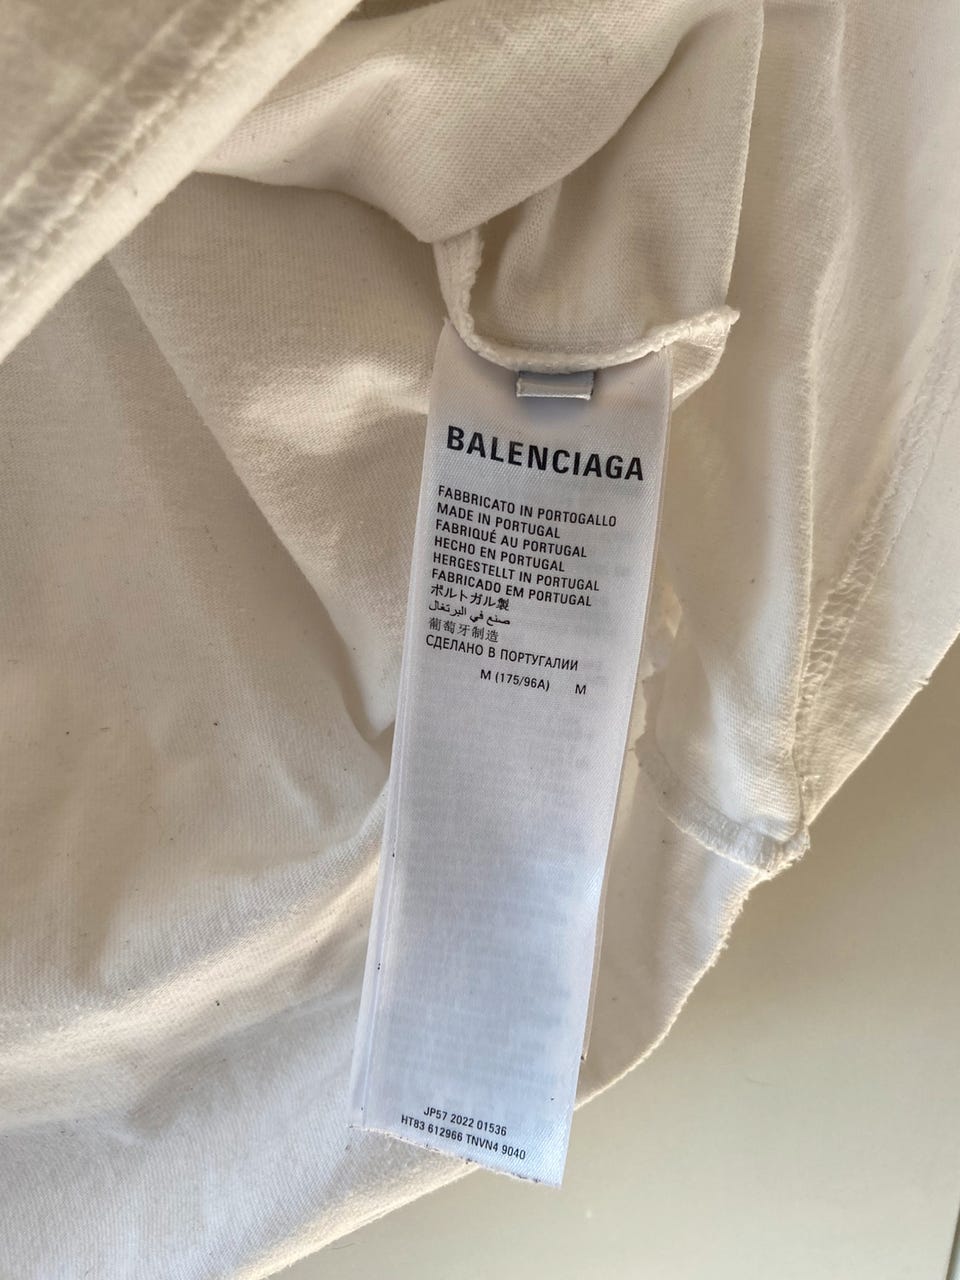 BALENCIAGA
FABBRICATO IN PORTOGALLO
MADE IN PORTUGAL
FABRIQUÉ AU PORTUGAL
HECHO EN PORTUGAL
HERGESTELLT IN PORTUGAL
FABRICADO EM PORTUGAL
ポルトガル製
صنع في البرتغال
葡萄牙制造
СДЕЛАНО В ПОРТУГАЛИИ
M (175/96A) M
JP57 2022 01536
HT83 612966 TNVN4 9040